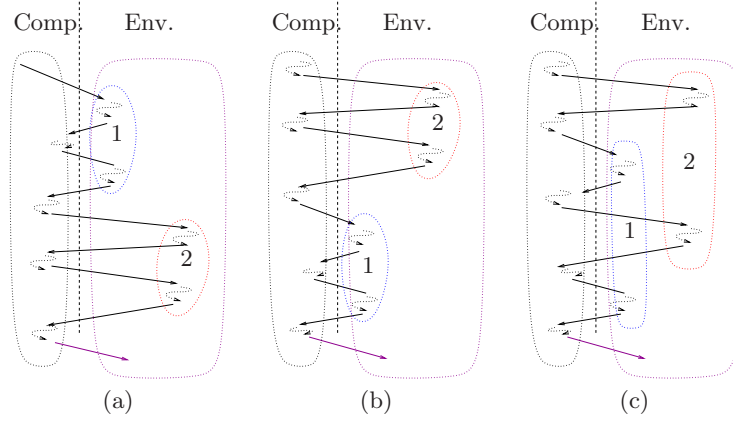 Comp. Env. Comp. Env. Comp. Env.
1 2 2
2 1 1
(a) (b) (c)